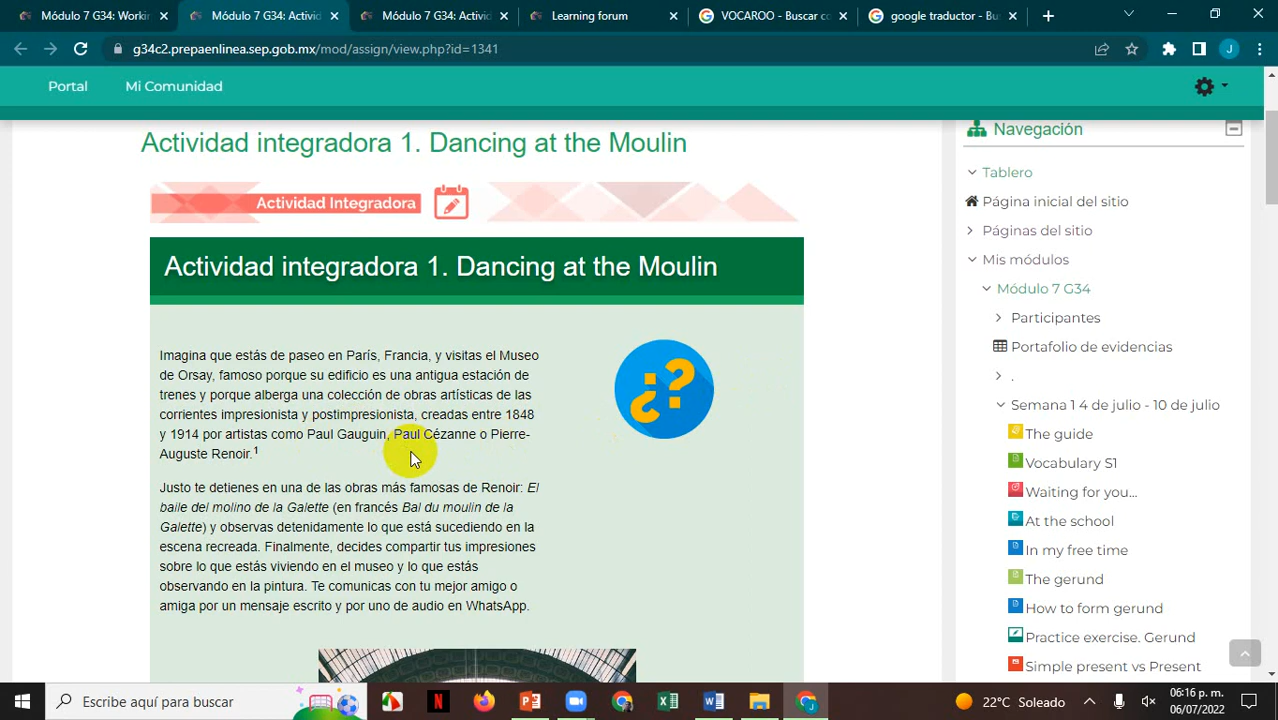 Módulo 7 G34: Workin
Módulo 7 G34: Activid
Módulo 7 G34: Activid
Learning forum
VOCAROO - Buscar co
google traductor - Bus
g34c2.prepaenlinea.sep.gob.mx/mod/assign/view.php?id=1341
J
Portal
Mi Comunidad
Actividad integradora 1. Dancing at the Moulin
Actividad Integradora
Actividad integradora 1. Dancing at the Moulin
Imagina que estás de paseo en París, Francia, y visitas el Museo
de Orsay, famoso porque su edificio es una antigua estación de
trenes y porque alberga una colección de obras artísticas de las
corrientes impresionista y postimpresionista, creadas entre 1848
y 1914 por artistas como Paul Gauguin, Paul Cézanne o Pierre-
Auguste Renoir.¹
¿?
Justo te detienes en una de las obras más famosas de Renoir: El
baile del molino de la Galette (en francés Bal du moulin de la
Galette) y observas detenidamente lo que está sucediendo en la
escena recreada. Finalmente, decides compartir tus impresiones
sobre lo que estás viviendo en el museo y lo que estás
observando en la pintura. Te comunicas con tu mejor amigo o
amiga por un mensaje escrito y por uno de audio en WhatsApp.
Navegación
Tablero
Página inicial del sitio
Páginas del sitio
Mis módulos
Módulo 7 G34
Participantes
Portafolio de evidencias
.
Semana 1 4 de julio - 10 de julio
The guide
Vocabulary S1
Waiting for you...
At the school
In my free time
The gerund
How to form gerund
Practice exercise. Gerund
Simple present vs Present
Escribe aquí para buscar
22°C Soleado
06:16 p. m.
06/07/2022